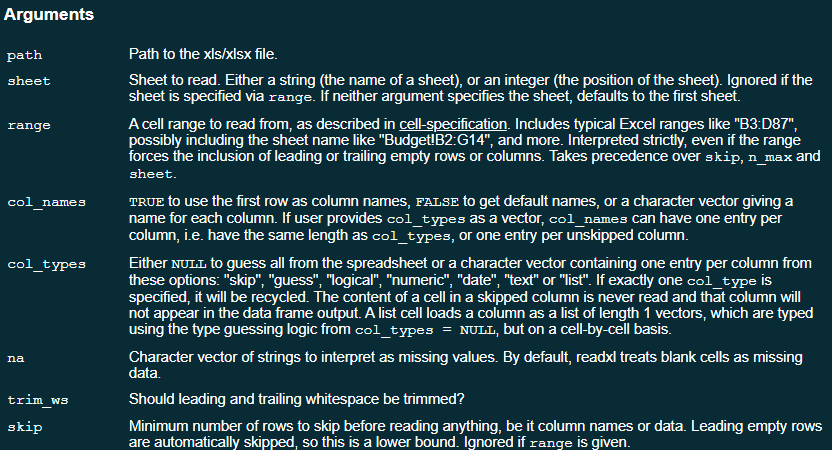 Arguments
path Path to the xls/xlsx file.
sheet Sheet to read. Either a string (the name of a sheet), or an integer (the position of the sheet). Ignored if the
sheet is specified via range. If neither argument specifies the sheet, defaults to the first sheet.
range A cell range to read from, as described in cell-specification. Includes typical Excel ranges like "B3:D87",
possibly including the sheet name like "Budget!B2:G14", and more. Interpreted strictly, even if the range
forces the inclusion of leading or trailing empty rows or columns. Takes precedence over skip, n_max and
sheet.
col_names TRUE to use the first row as column names, FALSE to get default names, or a character vector giving a
name for each column. If user provides col_types as a vector, col_names can have one entry per
column, i.e. have the same length as col_types, or one entry per unskipped column.
col_types Either NULL to guess all from the spreadsheet or a character vector containing one entry per column from
these options: "skip", "guess", "logical", "numeric", "date", "text" or "list". If exactly one col_type is
specified, it will be recycled. The content of a cell in a skipped column is never read and that column will
not appear in the data frame output. A list cell loads a column as a list of length 1 vectors, which are typed
using the type guessing logic from col_types = NULL, but on a cell-by-cell basis.
na Character vector of strings to interpret as missing values. By default, readxl treats blank cells as missing
data.
trim_ws Should leading and trailing whitespace be trimmed?
skip Minimum number of rows to skip before reading anything, be it column names or data. Leading empty rows
are automatically skipped, so this is a lower bound. Ignored if range is given.